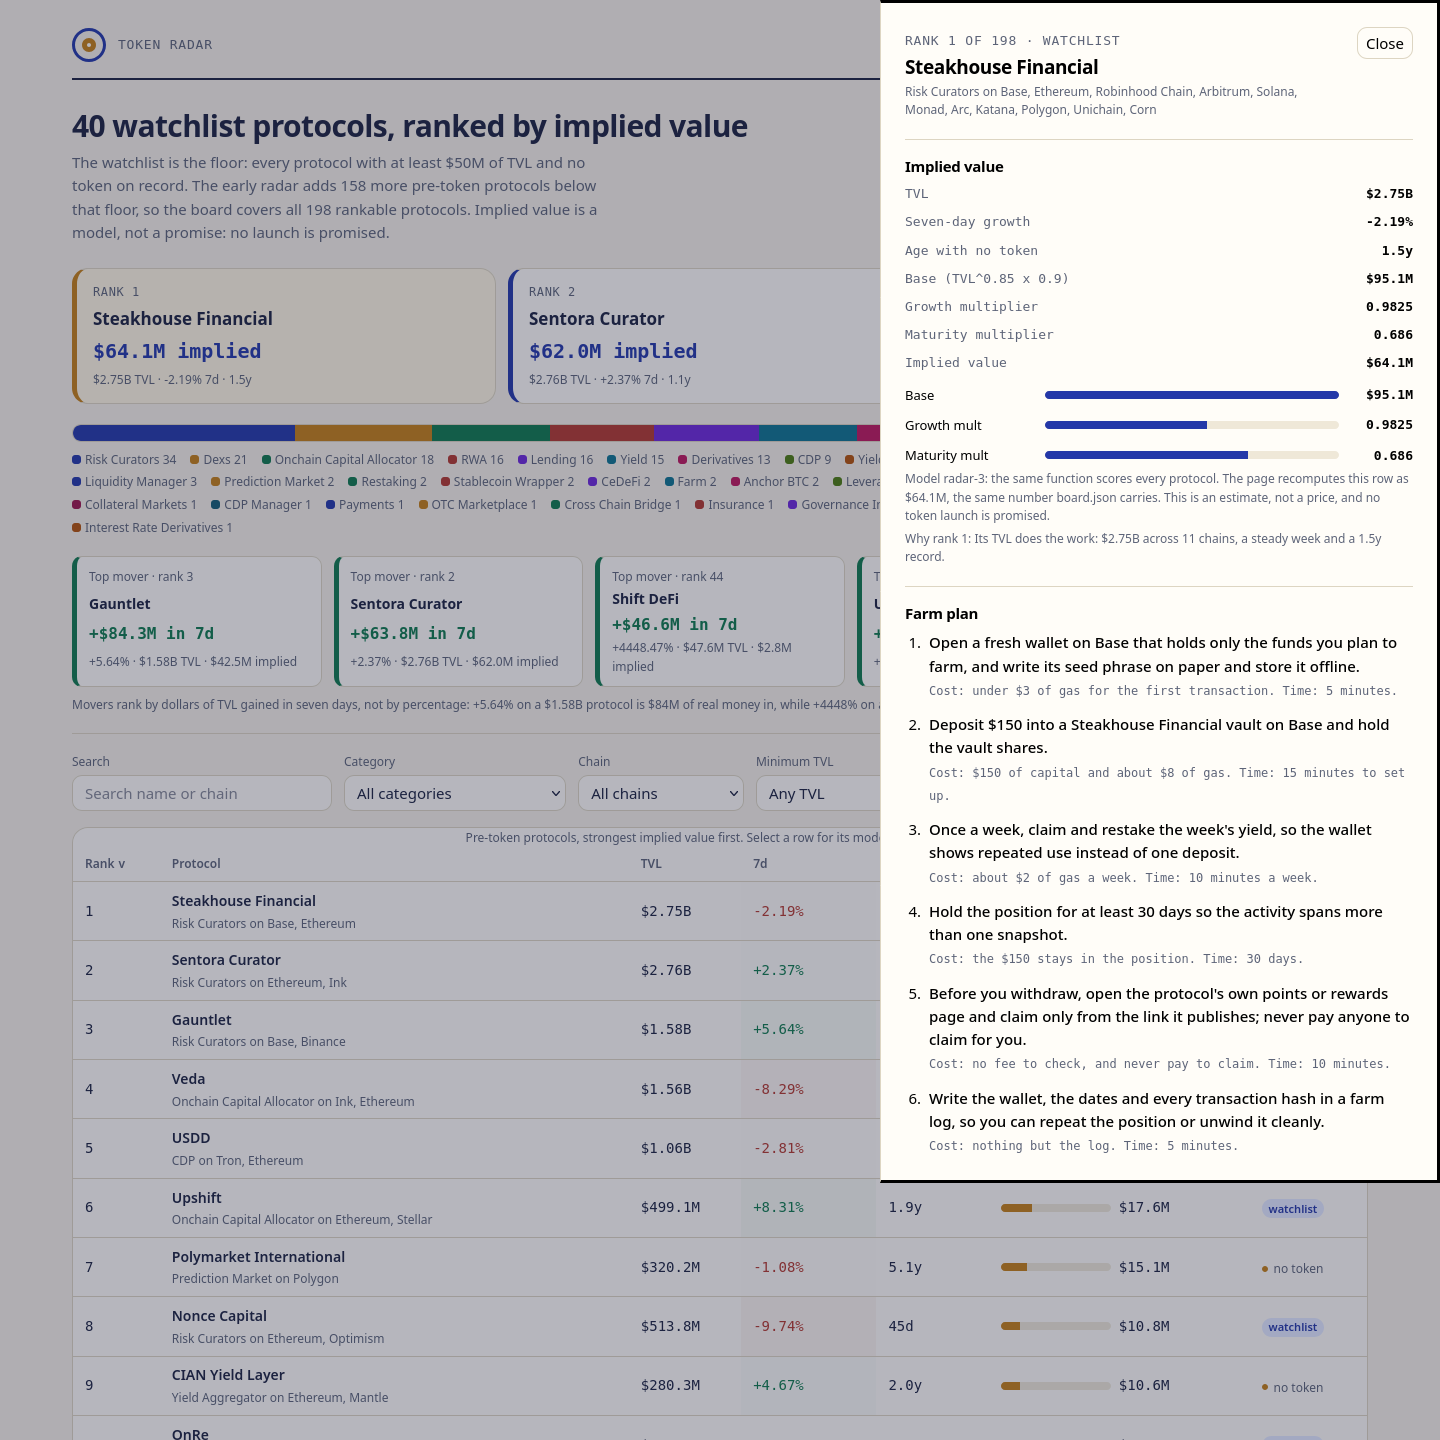 TOKEN RADAR
40 watchlist protocols, ranked by implied value
The watchlist is the floor: every protocol with at least $50M of TVL and no
token on record. The early radar adds 158 more pre-token protocols below
that floor, so the board covers all 198 rankable protocols. Implied value is a
model, not a promise: no launch is promised.
RANK 1
Steakhouse Financial
$64.1M implied
$2.75B TVL · -2.19% 7d · 1.5y
RANK 2
Sentora Curator
$62.0M implied
$2.76B TVL · +2.37% 7d · 1.1y
Risk Curators 34 Dexs 21 Onchain Capital Allocator 18 RWA 16 Lending 16 Yield 15 Derivatives 13 CDP 9
Liquidity Manager 3 Prediction Market 2 Restaking 2 Stablecoin Wrapper 2 CeDeFi 2 Farm 2 Anchor BTC 2
Collateral Markets 1 CDP Manager 1 Payments 1 OTC Marketplace 1 Cross Chain Bridge 1 Insurance 1 Governance
Interest Rate Derivatives 1
Top mover · rank 3
Gauntlet
+$84.3M in 7d
+5.64% · $1.58B TVL · $42.5M implied
Top mover · rank 2
Sentora Curator
+$63.8M in 7d
+2.37% · $2.76B TVL · $62.0M implied
Top mover · rank 44
Shift DeFi
+$46.6M in 7d
+4448.47% · $47.6M TVL · $2.8M
implied
Movers rank by dollars of TVL gained in seven days, not by percentage: +5.64% on a $1.58B protocol is $84M of real money in, while +4448% on
Search
Category
Chain
Minimum TVL
Search name or chain
All categories
All chains
Any TVL
Pre-token protocols, strongest implied value first. Select a row for its
Rank v Protocol TVL 7d
1 Steakhouse Financial $2.75B -2.19%
Risk Curators on Base, Ethereum
2 Sentora Curator $2.76B +2.37%
Risk Curators on Ethereum, Ink
3 Gauntlet $1.58B +5.64%
Risk Curators on Base, Binance
4 Veda $1.56B -8.29%
Onchain Capital Allocator on Ink, Ethereum
5 USDD $1.06B -2.81%
CDP on Tron, Ethereum
6 Upshift $499.1M +8.31% 1.9y $17.6M watchlist
Onchain Capital Allocator on Ethereum, Stellar
7 Polymarket International $320.2M -1.08% 5.1y $15.1M no token
Prediction Market on Polygon
8 Nonce Capital $513.8M -9.74% 45d $10.8M watchlist
Risk Curators on Ethereum, Optimism
9 CIAN Yield Layer $280.3M +4.67% 2.0y $10.6M no token
Yield Aggregator on Ethereum, Mantle
OnRe
RANK 1 OF 198 · WATCHLIST
Close
Steakhouse Financial
Risk Curators on Base, Ethereum, Robinhood Chain, Arbitrum, Solana,
Monad, Arc, Katana, Polygon, Unichain, Corn
Implied value
TVL $2.75B
Seven-day growth -2.19%
Age with no token 1.5y
Base (TVL^0.85 x 0.9) $95.1M
Growth multiplier 0.9825
Maturity multiplier 0.686
Implied value $64.1M
Base $95.1M
Growth mult 0.9825
Maturity mult 0.686
Model radar-3: the same function scores every protocol. The page recomputes this row as
$64.1M, the same number board.json carries. This is an estimate, not a price, and no
token launch is promised.
Why rank 1: Its TVL does the work: $2.75B across 11 chains, a steady week and a 1.5y
record.
Farm plan
1. Open a fresh wallet on Base that holds only the funds you plan to
farm, and write its seed phrase on paper and store it offline.
Cost: under $3 of gas for the first transaction. Time: 5 minutes.
2. Deposit $150 into a Steakhouse Financial vault on Base and hold
the vault shares.
Cost: $150 of capital and about $8 of gas. Time: 15 minutes to set
up.
3. Once a week, claim and restake the week's yield, so the wallet
shows repeated use instead of one deposit.
Cost: about $2 of gas a week. Time: 10 minutes a week.
4. Hold the position for at least 30 days so the activity spans more
than one snapshot.
Cost: the $150 stays in the position. Time: 30 days.
5. Before you withdraw, open the protocol's own points or rewards
page and claim only from the link it publishes; never pay anyone to
claim for you.
Cost: no fee to check, and never pay to claim. Time: 10 minutes.
6. Write the wallet, the dates and every transaction hash in a farm
log, so you can repeat the position or unwind it cleanly.
Cost: nothing but the log. Time: 5 minutes.